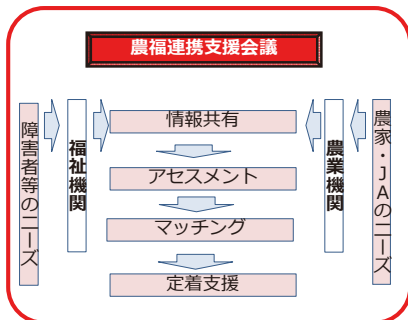 農福連携支援会議
障害者等のニーズ
福祉機関
情報共有
アセスメント
マッチング
定着支援
農業機関
農家・JAのニーズ